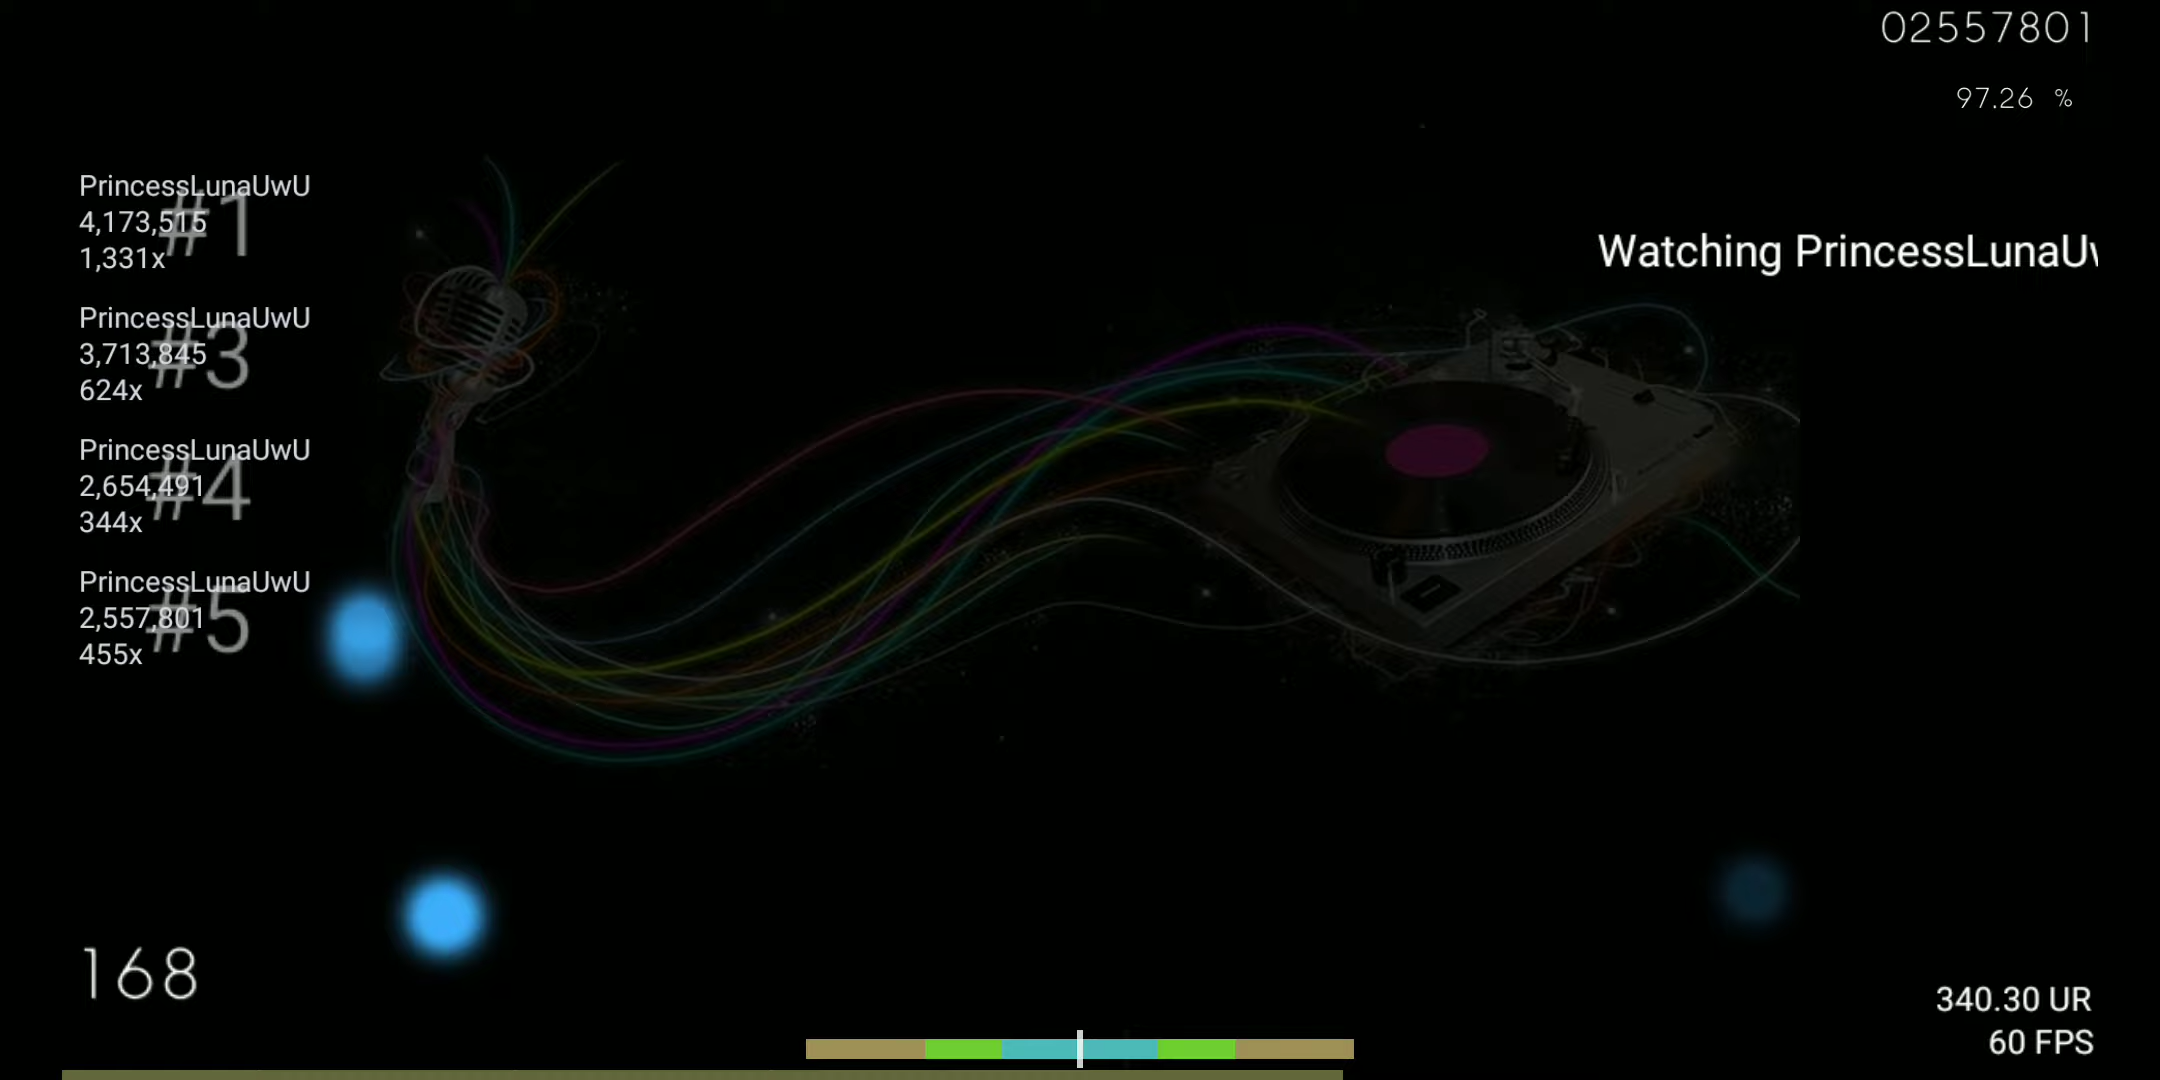 02557801
97.26 %
PrincessLunaUwU
#1
4,173,515
1,331x
PrincessLunaUwU
#3
3,713,845
624x
PrincessLunaUwU
#4
2,654,491
344x
PrincessLunaUwU
#5
2,557,801
455x
Watching PrincessLunaU
168
340.30 UR
60 FPS